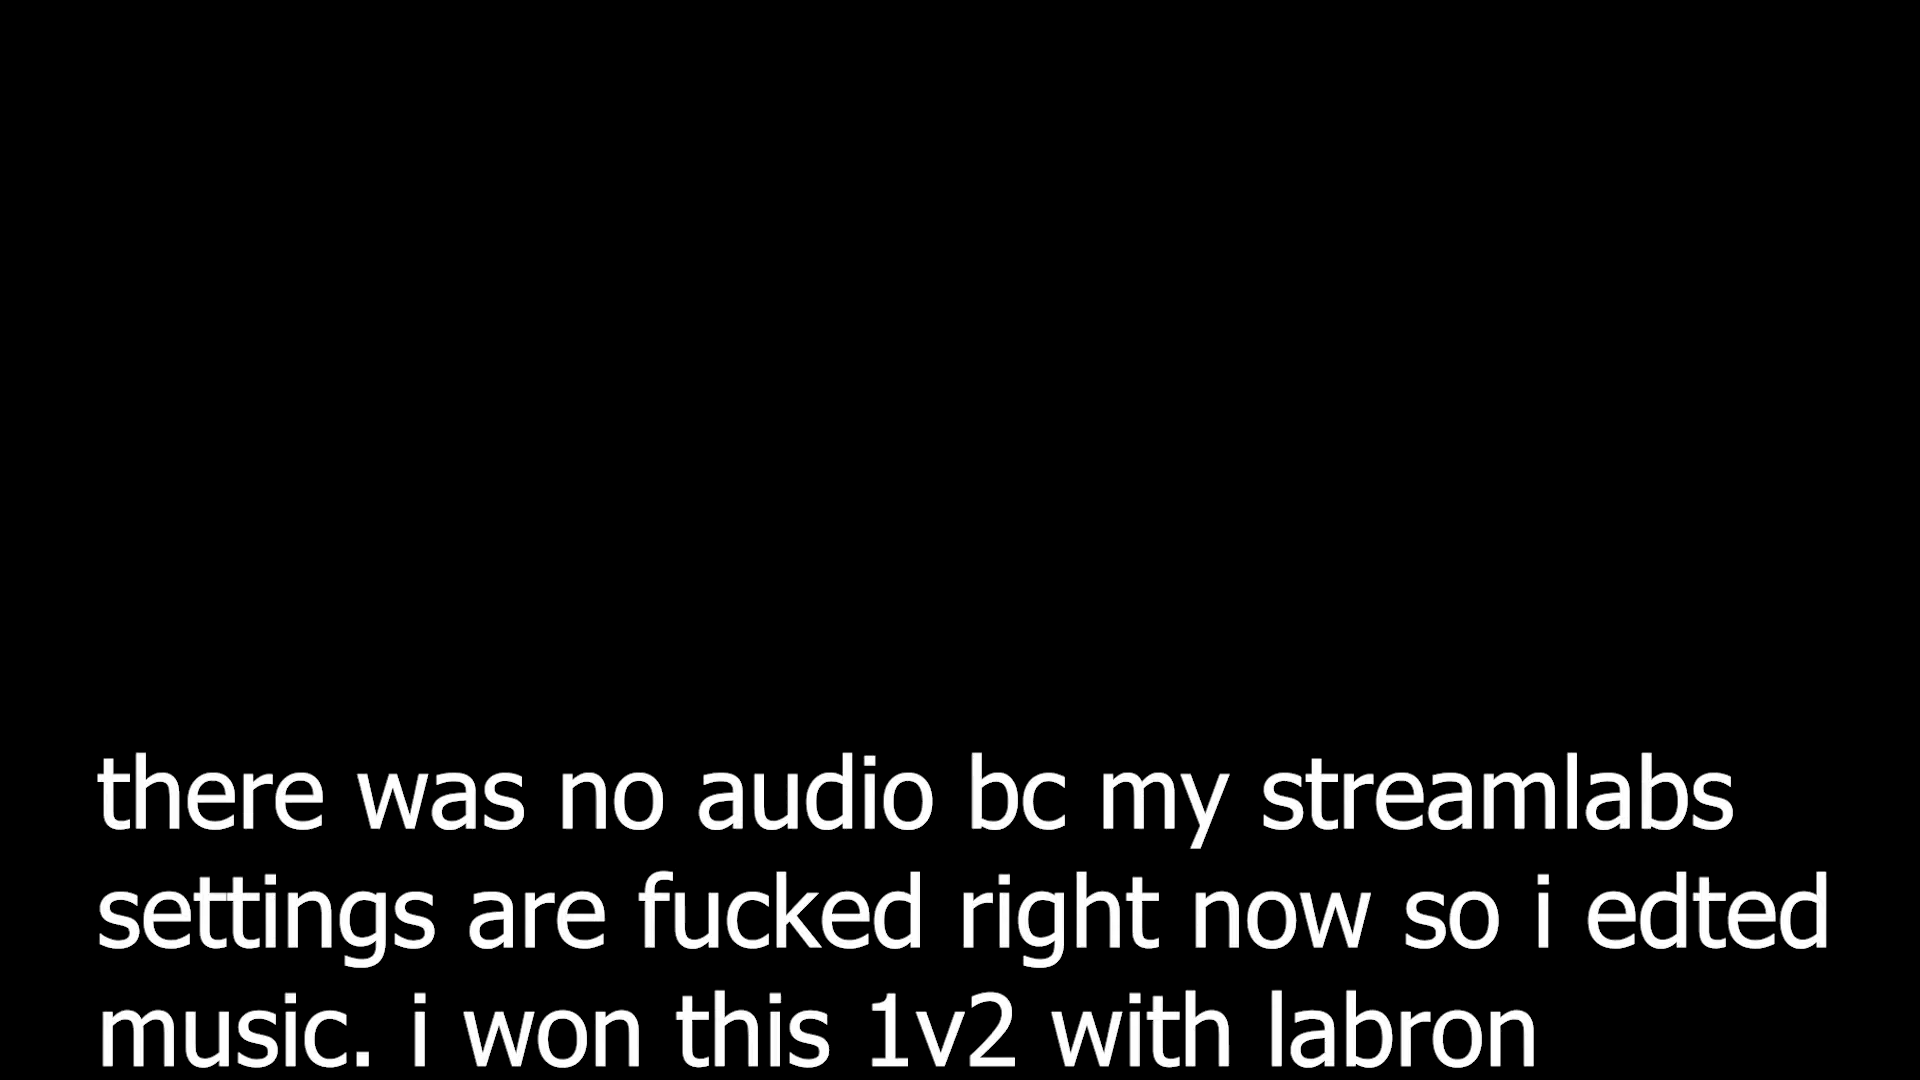 there was no audio bc my streamlabs
settings are fucked right now so i edted
music. i won this 1v2 with labron